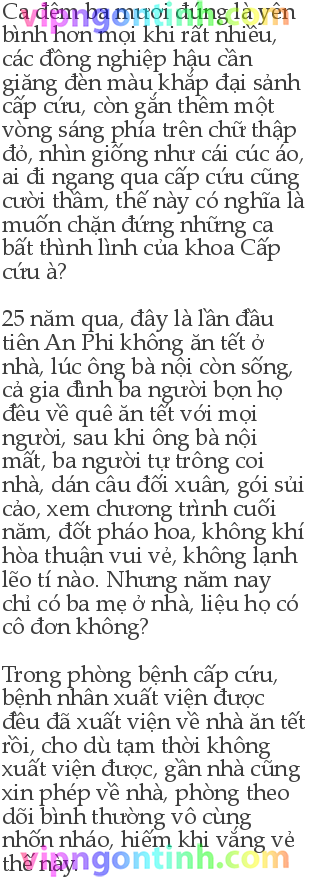 Ca đêm ba mươi đúng là yên
bình hơn mọi khi rất nhiều,
các đồng nghiệp hậu cần
giăng đèn màu khắp đại sảnh
cấp cứu, còn gắn thêm một
vòng sáng phía trên chữ thập
đỏ, nhìn giống như cái cúc áo,
ai đi ngang qua cấp cứu cũng
cười thầm, thế này có nghĩa là
muốn chặn đứng những ca
bất thình lình của khoa Cấp
cứu à?
25 năm qua, đây là lần đầu
tiên An Phi không ăn tết ở
nhà, lúc ông bà nội còn sống,
cả gia đình ba người bọn họ
đều về quê ăn tết với mọi
người, sau khi ông bà nội
mất, ba người tự trông coi
nhà, dán câu đối xuân, gói sủi
cảo, xem chương trình cuối
năm, đốt pháo hoa, không khí
hòa thuận vui vẻ, không lạnh
lẽo tí nào. Nhưng năm nay
chỉ có ba mẹ ở nhà, liệu họ có
cô đơn không?
Trong phòng bệnh cấp cứu,
bệnh nhân xuất viện được
đều đã xuất viện về nhà ăn tết
rồi, cho dù tạm thời không
xuất viện được, gần nhà cũng
xin phép về nhà, phòng theo
dõi bình thường vô cùng
nhốn nháo, hiếm khi vắng vẻ
thế này.
vipngontinh.com
vipngontinh.com